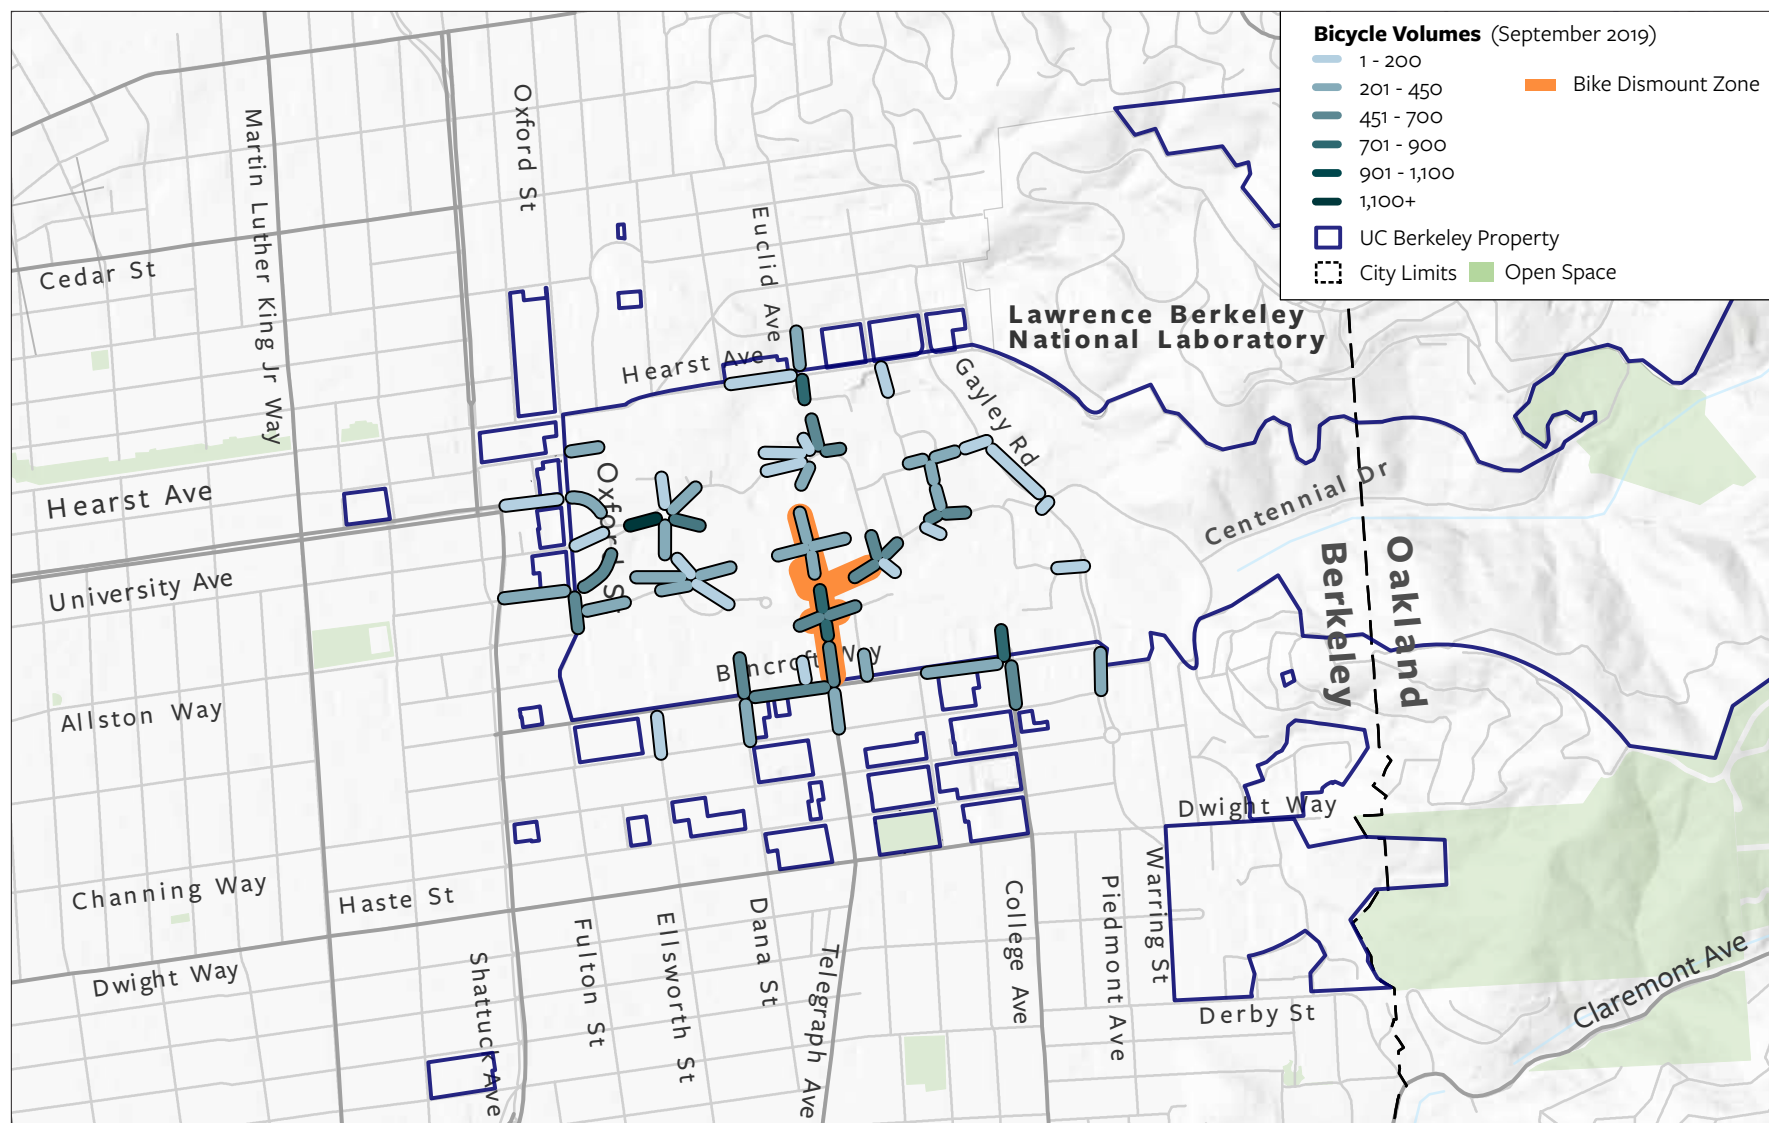 Bicycle Volumes (September 2019)
1 - 200
201 - 450
451 - 700
701 - 900
901 - 1,100
1,100+
Bike Dismount Zone
UC Berkeley Property
City Limits
Open Space
Oxford St
Martin Luther King Jr Way
Cedar St
Euclid Ave
Lawrence Berkeley
National Laboratory
Hearst Ave
Gayley Rd
Hearst Ave
Oxford St
Centennial Dr
University Ave
Berkeley
Oakland
Bancroft Way
Allston Way
Dwight Way
Channing Way
Haste St
Warring St
Dwight Way
Shattuck Ave
Fulton St
Ellsworth St
Dana St
Telegraph Ave
College Ave
Piedmont Ave
Derby St
Claremont Ave